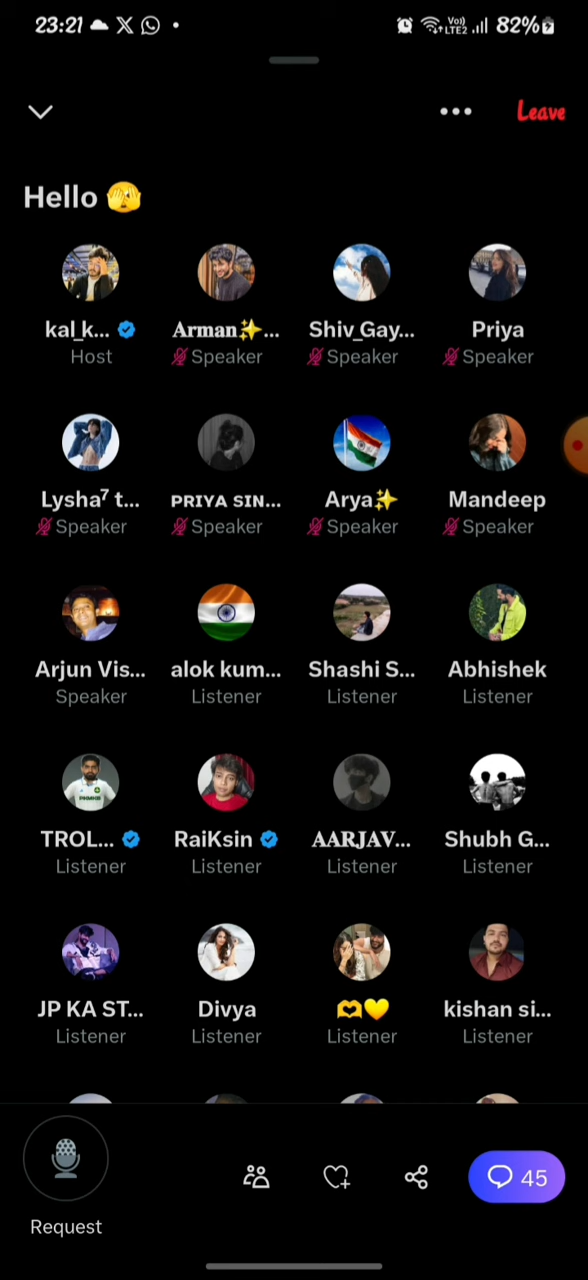 23:21 X Vo)) LTE2 82%
Leave
Hello 🫣
kal_k... Arman✨... Shiv_Gay... Priya
Host Speaker Speaker Speaker
Lysha⁷ t... PRIYA SIN... Arya✨ Mandeep
Speaker Speaker Speaker Speaker
Arjun Vis... alok kum... Shashi S... Abhishek
Speaker Listener Listener Listener
TROL... RaiKsin AARJAV... Shubh G...
Listener Listener Listener Listener
JP KA ST... Divya 🫶💛 kishan si...
Listener Listener Listener Listener
45
Request